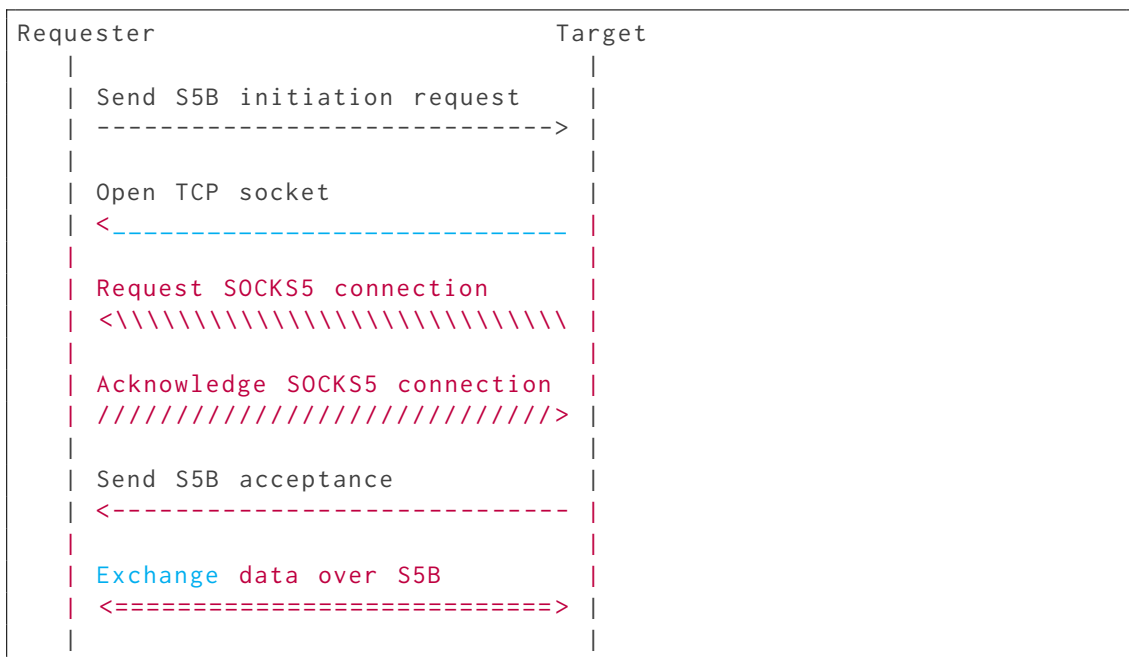 Requester                         Target
   |                                |
   | Send S5B initiation request    |
   | -----------------------------> |
   |                                |
   | Open TCP socket                |
   | <_____________________________ |
   |                                |
   | Request SOCKS5 connection      |
   | <\\\\\\\\\\\\\\\\\\\\\\\\\\\\\ |
   |                                |
   | Acknowledge SOCKS5 connection  |
   | /////////////////////////////> |
   |                                |
   | Send S5B acceptance            |
   | <----------------------------- |
   |                                |
   | Exchange data over S5B         |
   | <============================> |
   |                                |